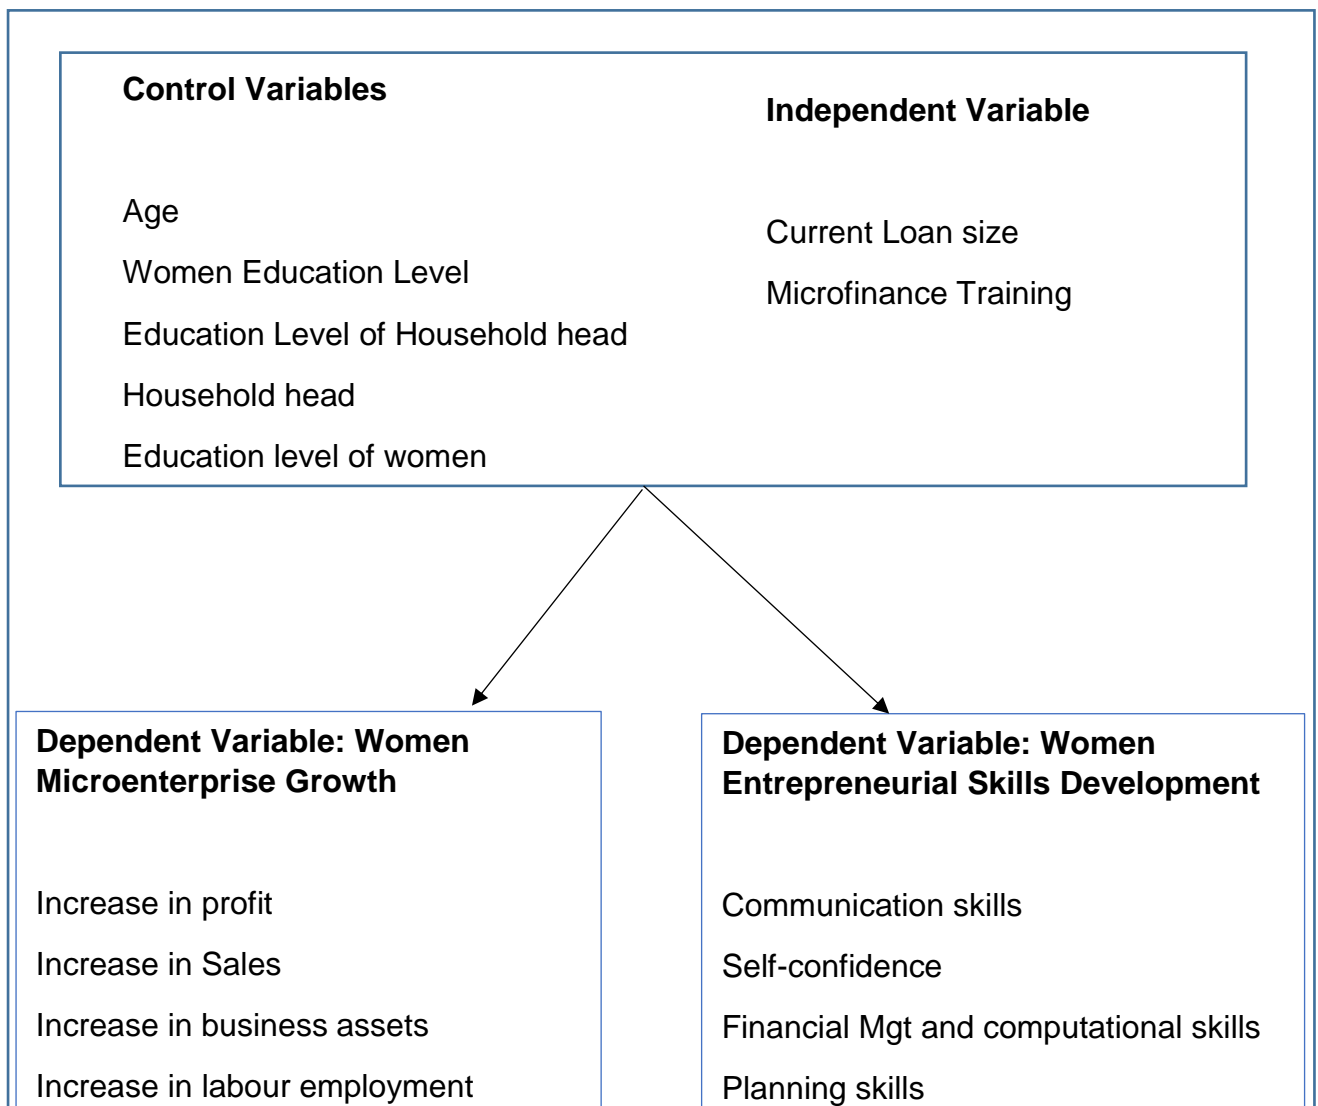 Control Variables
Age
Women Education Level
Education Level of Household head
Household head
Education level of women
Independent Variable
Current Loan size
Microfinance Training
Dependent Variable: Women
Microenterprise Growth
Increase in profit
Increase in Sales
Increase in business assets
Increase in labour employment
Dependent Variable: Women
Entrepreneurial Skills Development
Communication skills
Self-confidence
Financial Mgt and computational skills
Planning skills